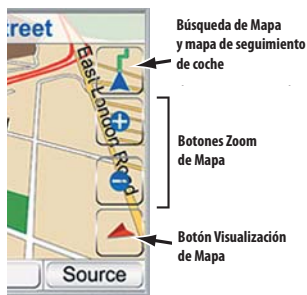 reet
East London Road
Source
Búsqueda de Mapa
y mapa de seguimiento
de coche
Botones Zoom
de Mapa
Botón Visualización
de Mapa